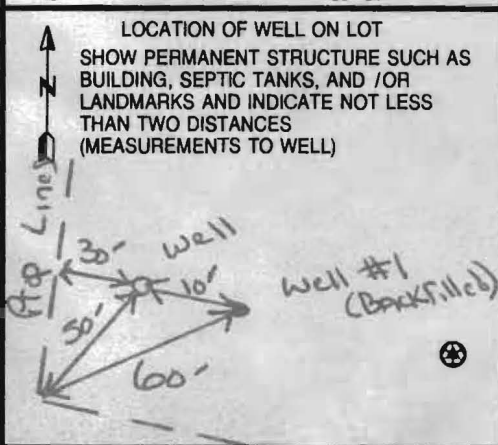 LOCATION OF WELL ON LOT
SHOW PERMANENT STRUCTURE SUCH AS
BUILDING, SEPTIC TANKS, AND /OR
LANDMARKS AND INDICATE NOT LESS
THAN TWO DISTANCES
(MEASUREMENTS TO WELL)
N
Lines
30'
Well
10'
Well #1
(Backfilled)
50'
60'